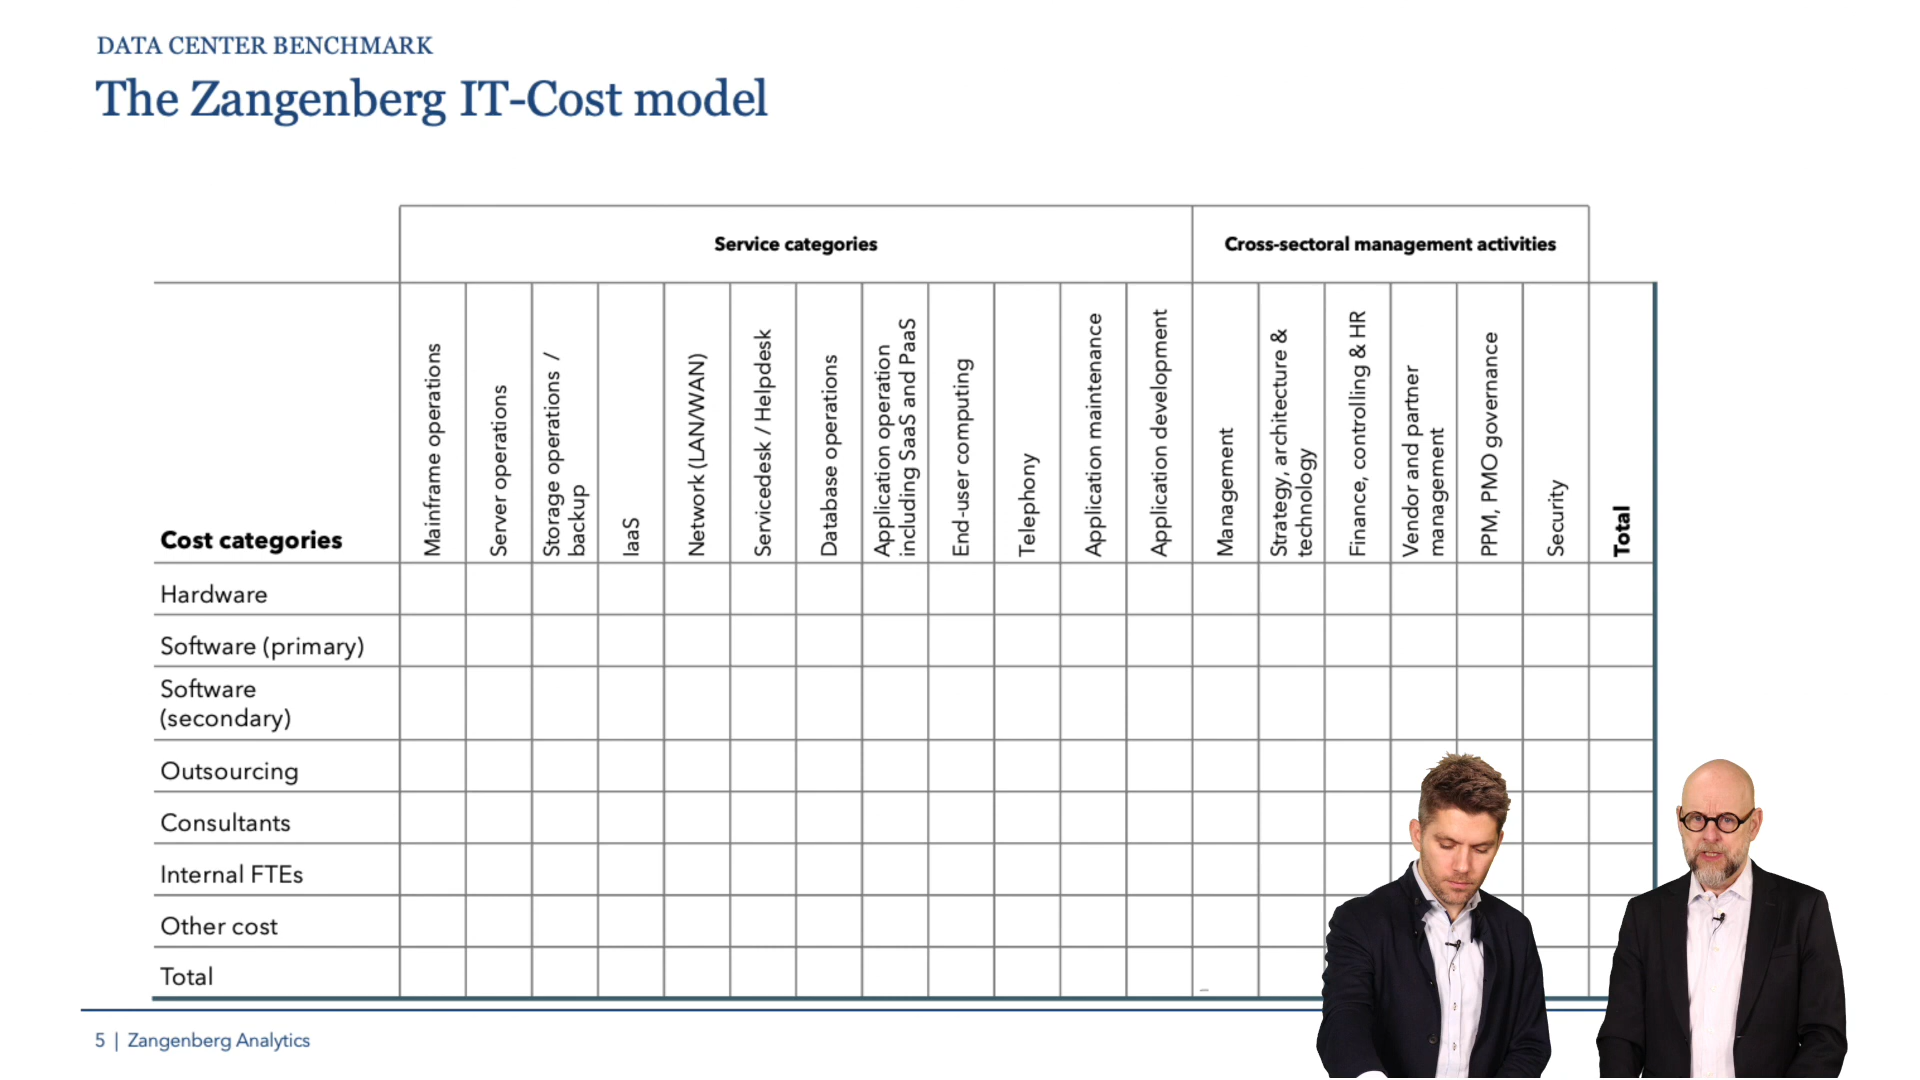 DATA CENTER BENCHMARK
The Zangenberg IT-Cost model
Service categories
Cross-sectoral management activities
Cost categories
Mainframe operations
Server operations
Storage operations /
backup
IaaS
Network (LAN/WAN)
Servicedesk / Helpdesk
Database operations
Application operation
including SaaS and PaaS
End-user computing
Telephony
Application maintenance
Application development
Management
Strategy, architecture &
technology
Finance, controlling & HR
Vendor and partner
management
PPM, PMO governance
Security
Total
Hardware
Software (primary)
Software
(secondary)
Outsourcing
Consultants
Internal FTEs
Other cost
Total
5 | Zangenberg Analytics